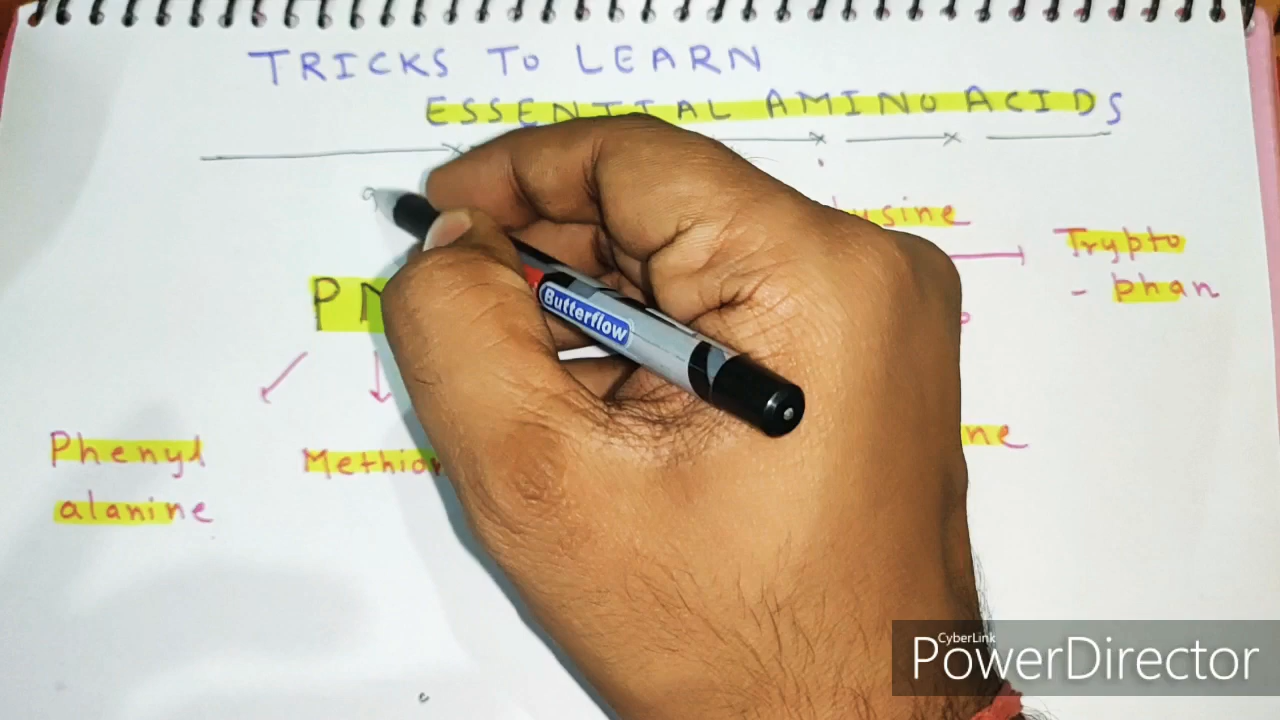 TRICKS TO LEARN
ESSENTIAL AMINO ACIDS
Trypto
- phan
Phenyl
alanine
Butterflow
CyberLink
PowerDirector